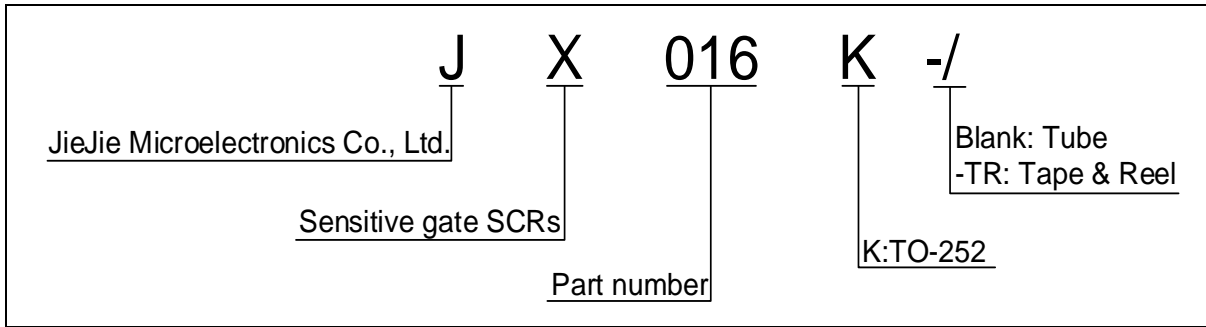 J X 016 K -/
JieJie Microelectronics Co., Ltd.
Blank: Tube
-TR: Tape & Reel
Sensitive gate SCRs
K:TO-252
Part number